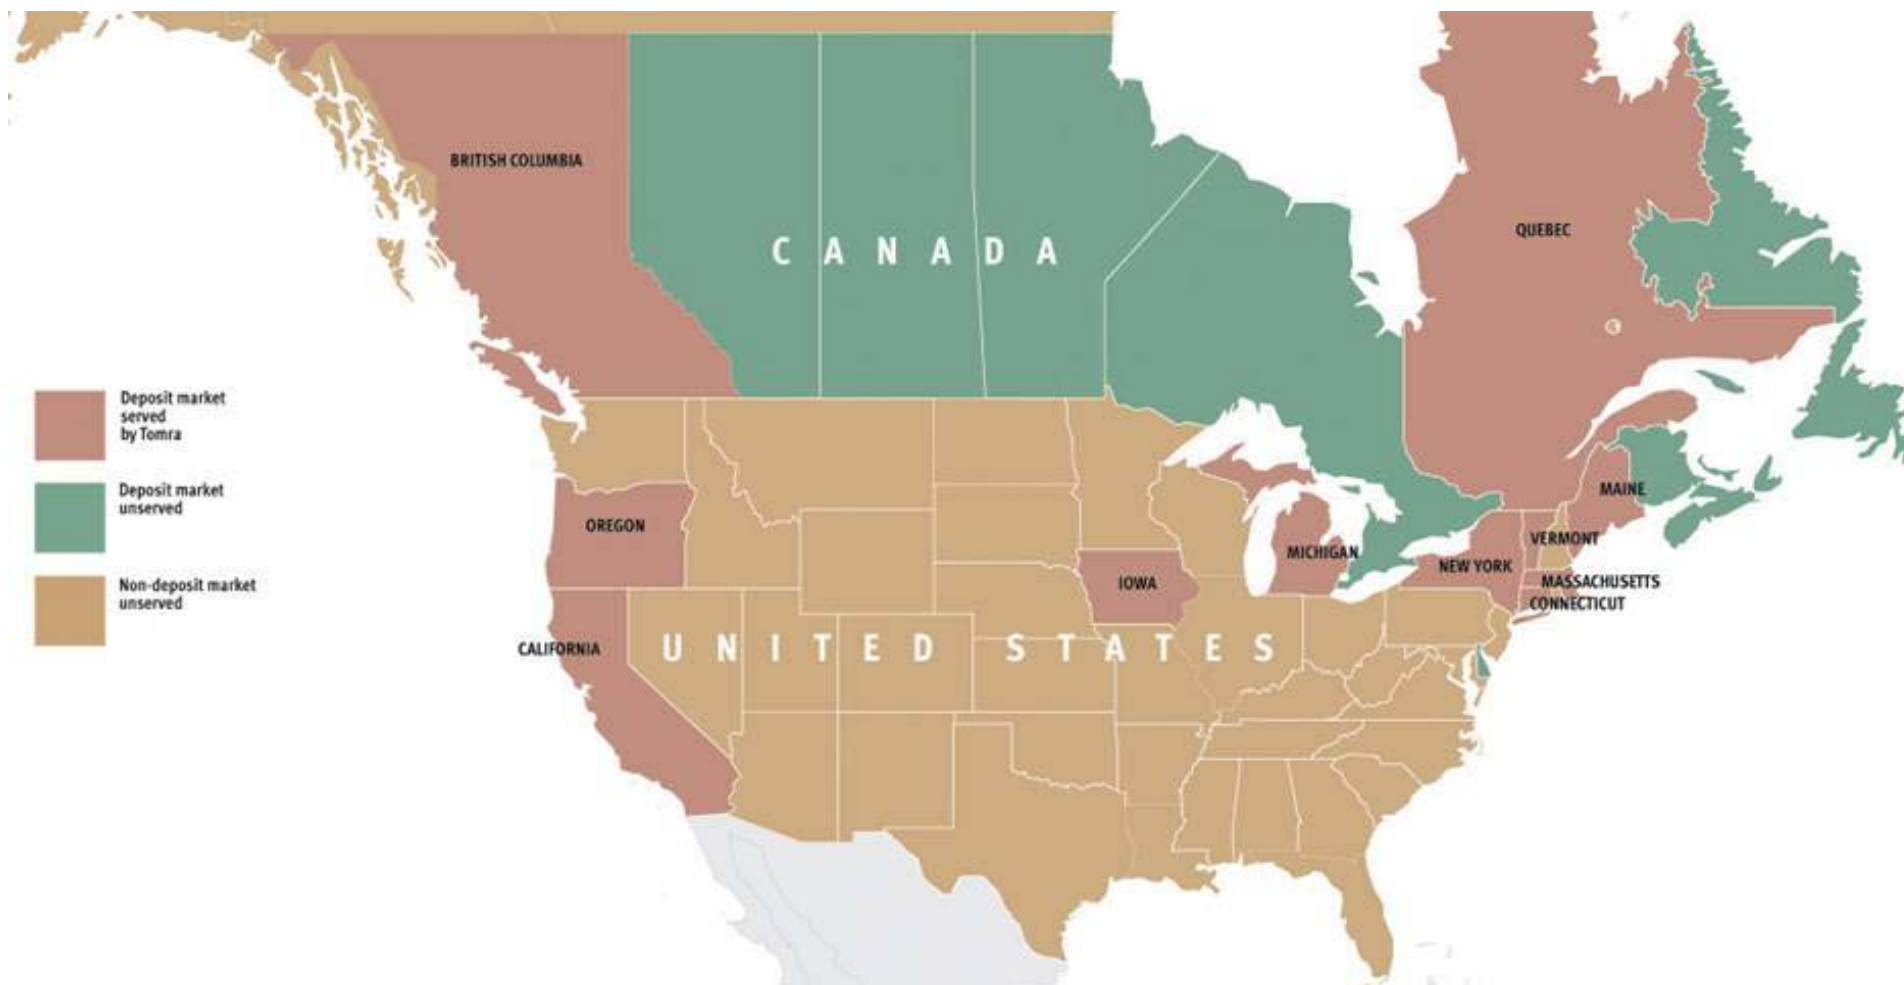 BRITISH COLUMBIA
CANADA
QUEBEC
Deposit market
served
by Tomra
Deposit market
unserved
Non-deposit market
unserved
OREGON
MAINE
VERMONT
MICHIGAN
NEW YORK
IOWA
MASSACHUSETTS
CONNECTICUT
CALIFORNIA
UNITED STATES